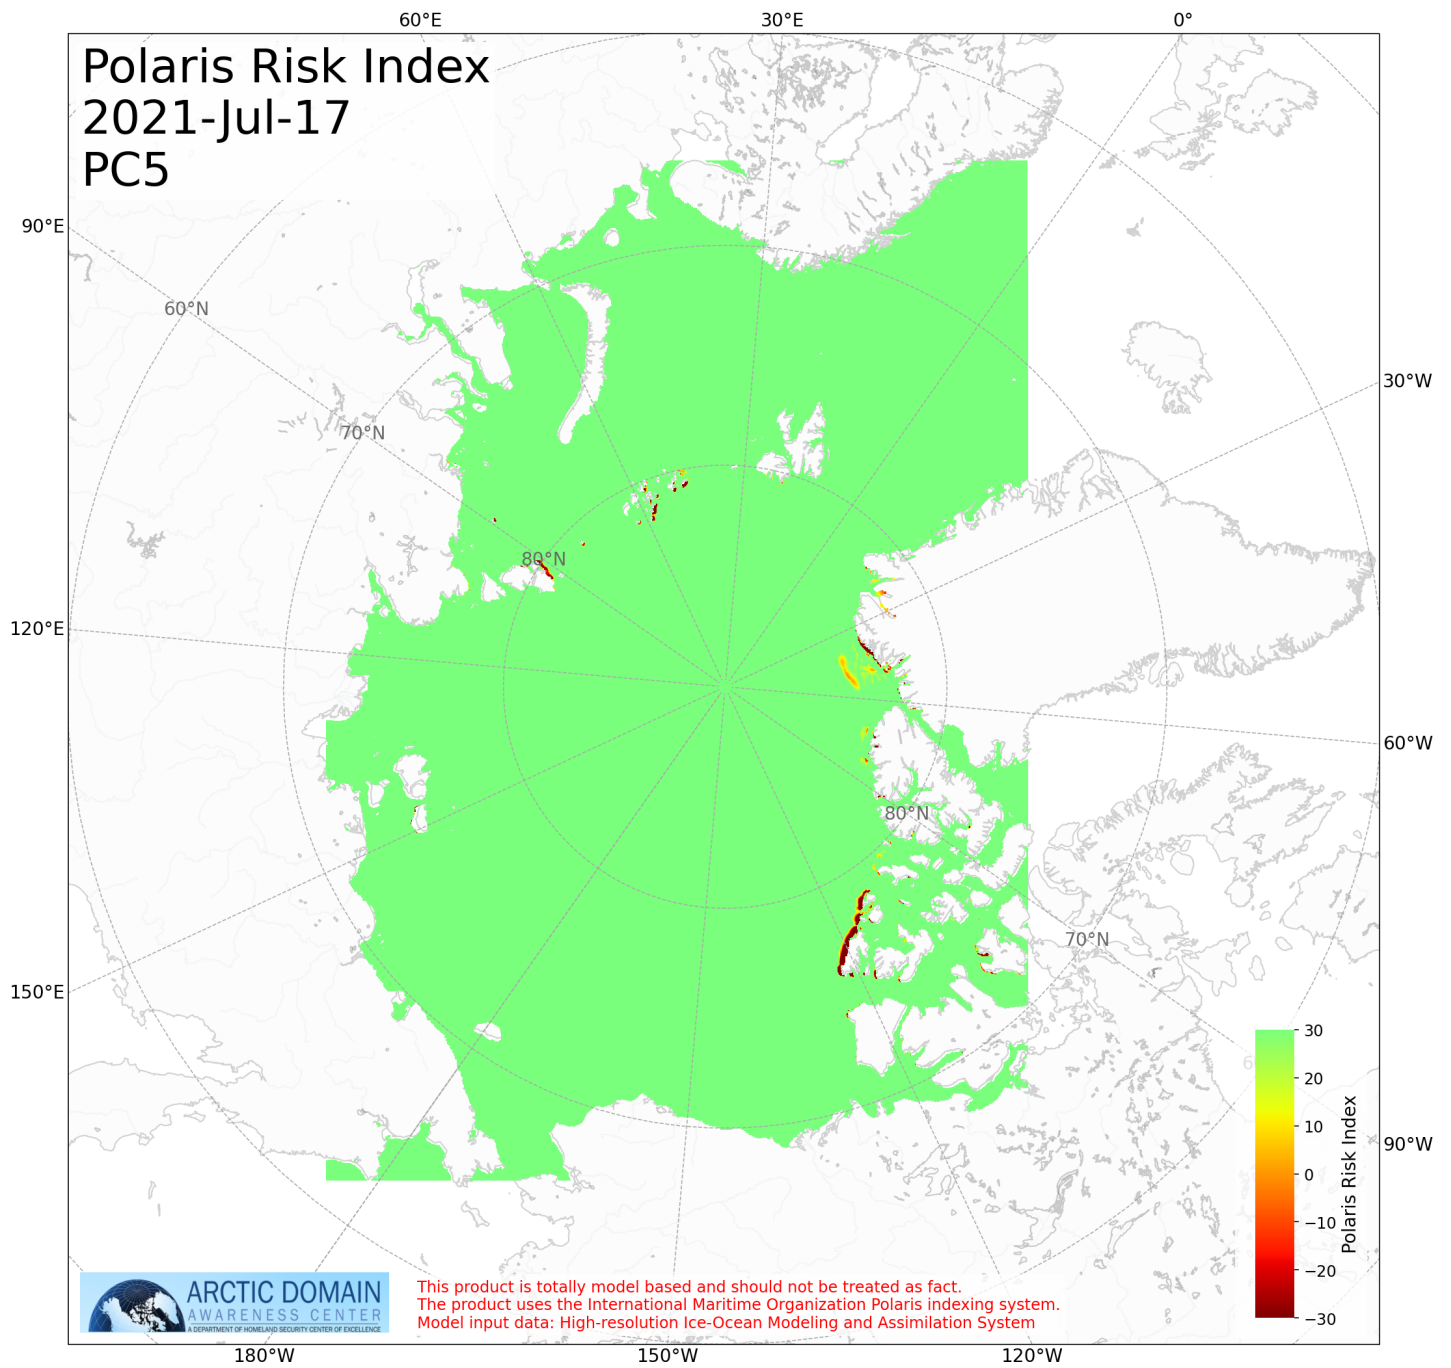 60°E 30°E 0°
Polaris Risk Index
2021-Jul-17
PC5
90°E
60°N
30°W
70°N
80°N
120°E
60°W
80°N
70°N
150°E
30
20
10
0
−10
−20
−30
Polaris Risk Index
90°W
ARCTIC DOMAIN
AWARENESS CENTER
A DEPARTMENT OF HOMELAND SECURITY CENTER OF EXCELLENCE
This product is totally model based and should not be treated as fact.
The product uses the International Maritime Organization Polaris indexing system.
Model input data: High-resolution Ice-Ocean Modeling and Assimilation System
180°W 150°W 120°W